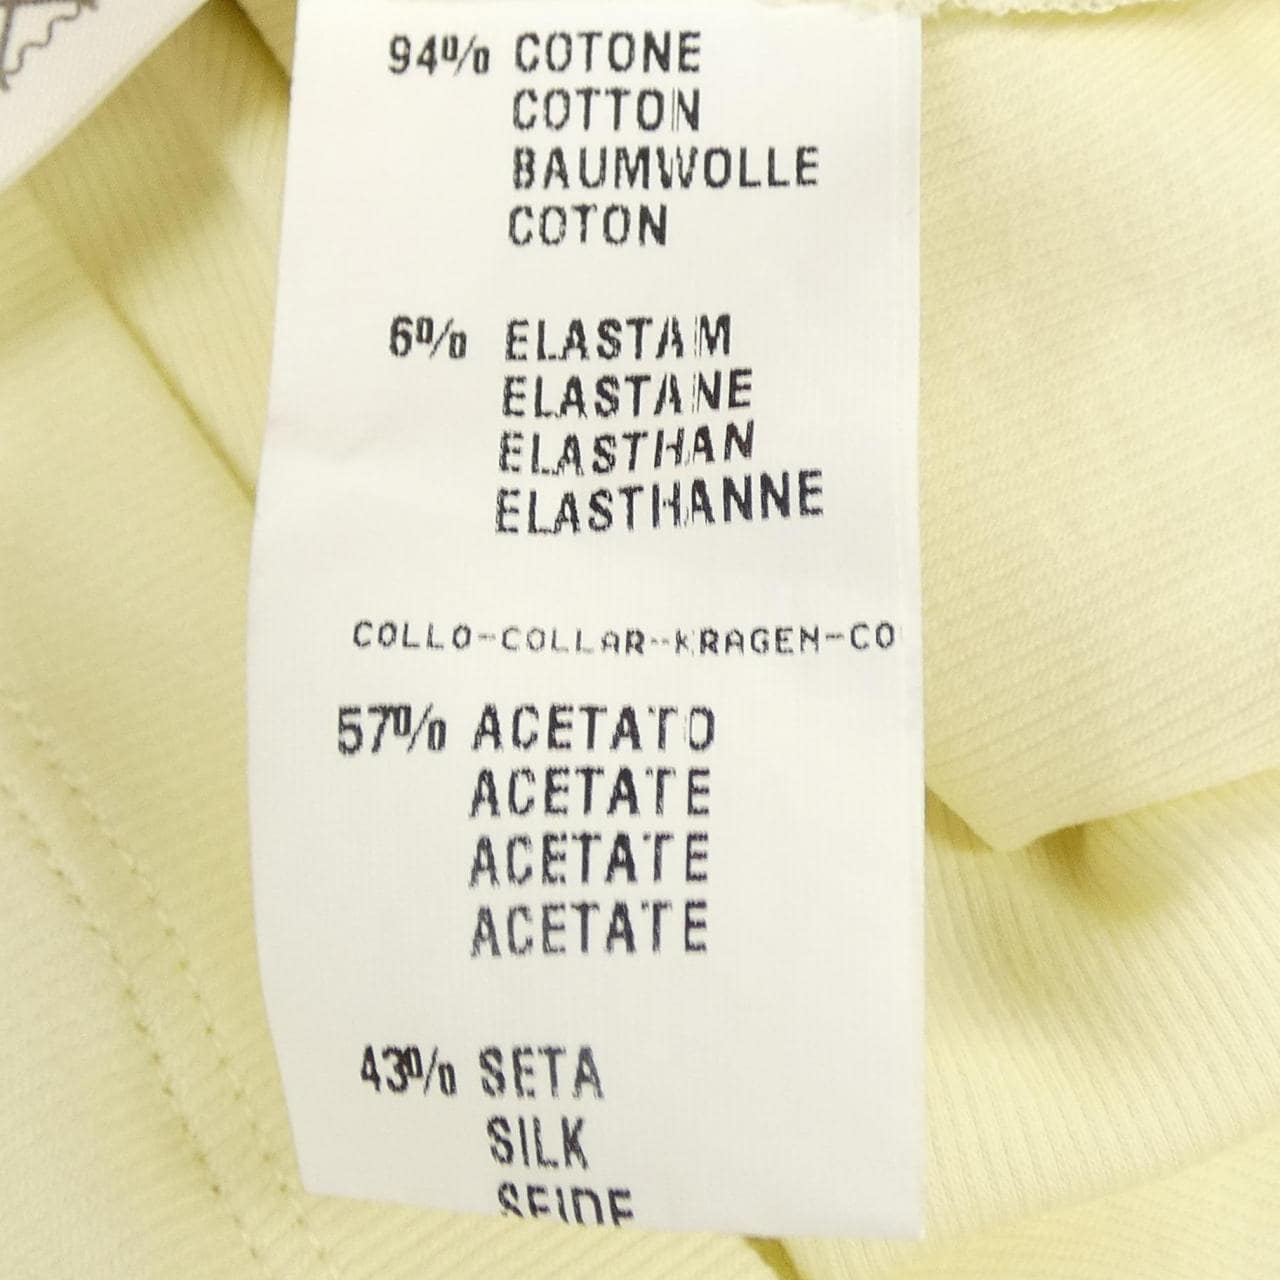 94% COTONE
COTTON
BAUMWOLLE
COTON
6% ELASTAM
ELASTANE
ELASTHAN
ELASTHANNE
COLLO-COLLAR-KRAGEN-CO
57% ACETATO
ACETATE
ACETATE
ACETATE
43% SETA
SILK
SEIDE